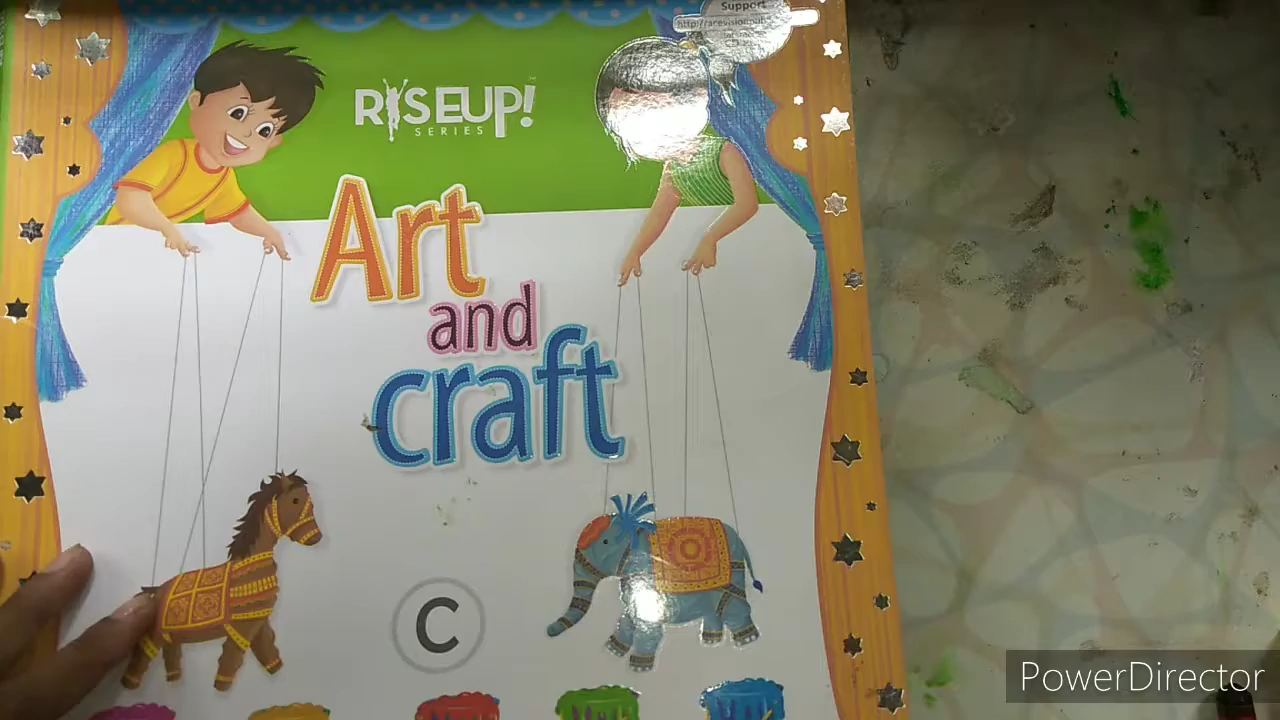 Support
RISEUP!
SERIES
Art
and
craft
C
PowerDirector